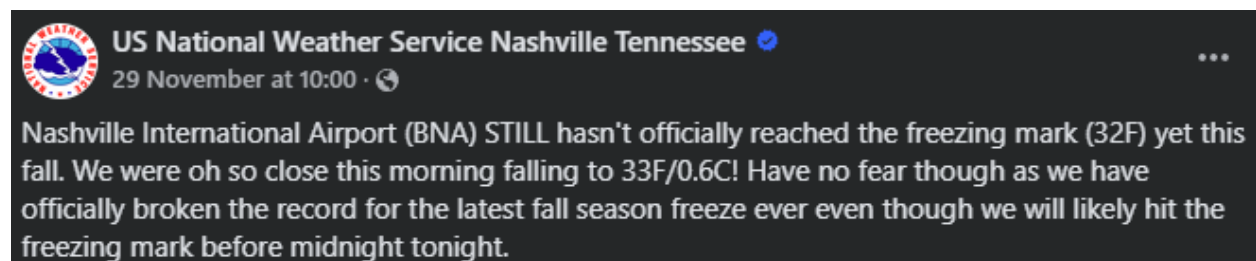 US National Weather Service Nashville Tennessee
29 November at 10:00 ·
Nashville International Airport (BNA) STILL hasn't officially reached the freezing mark (32F) yet this
fall. We were oh so close this morning falling to 33F/0.6C! Have no fear though as we have
officially broken the record for the latest fall season freeze ever even though we will likely hit the
freezing mark before midnight tonight.